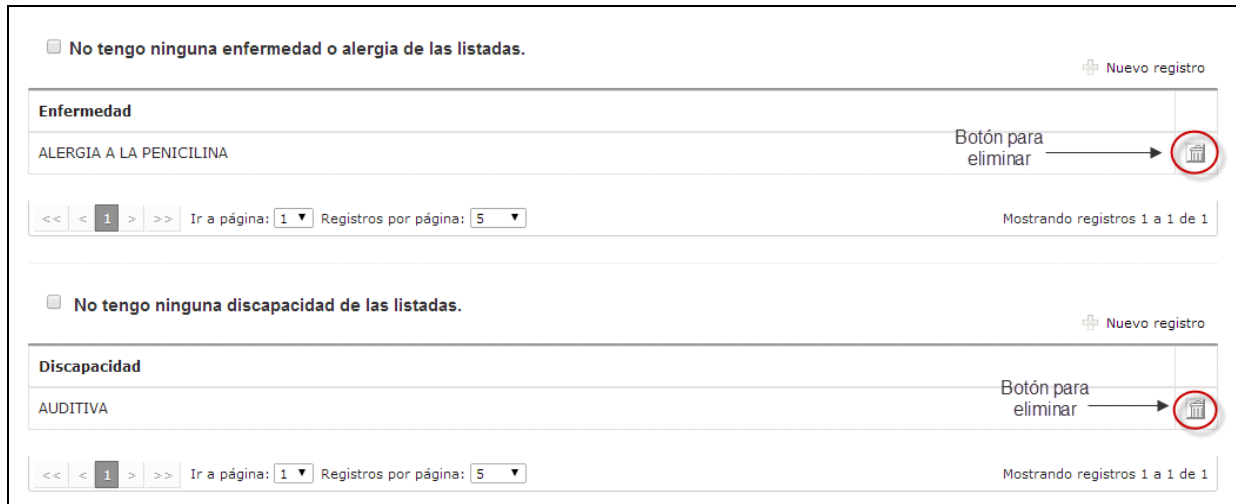 No tengo ninguna enfermedad o alergia de las listadas.
Nuevo registro
Enfermedad
ALERGIA A LA PENICILINA
Botón para
eliminar
<< < 1 > >> Ir a página: 1 Registros por página: 5
Mostrando registros 1 a 1 de 1
No tengo ninguna discapacidad de las listadas.
Nuevo registro
Discapacidad
AUDITIVA
Botón para
eliminar
<< < 1 > >> Ir a página: 1 Registros por página: 5
Mostrando registros 1 a 1 de 1